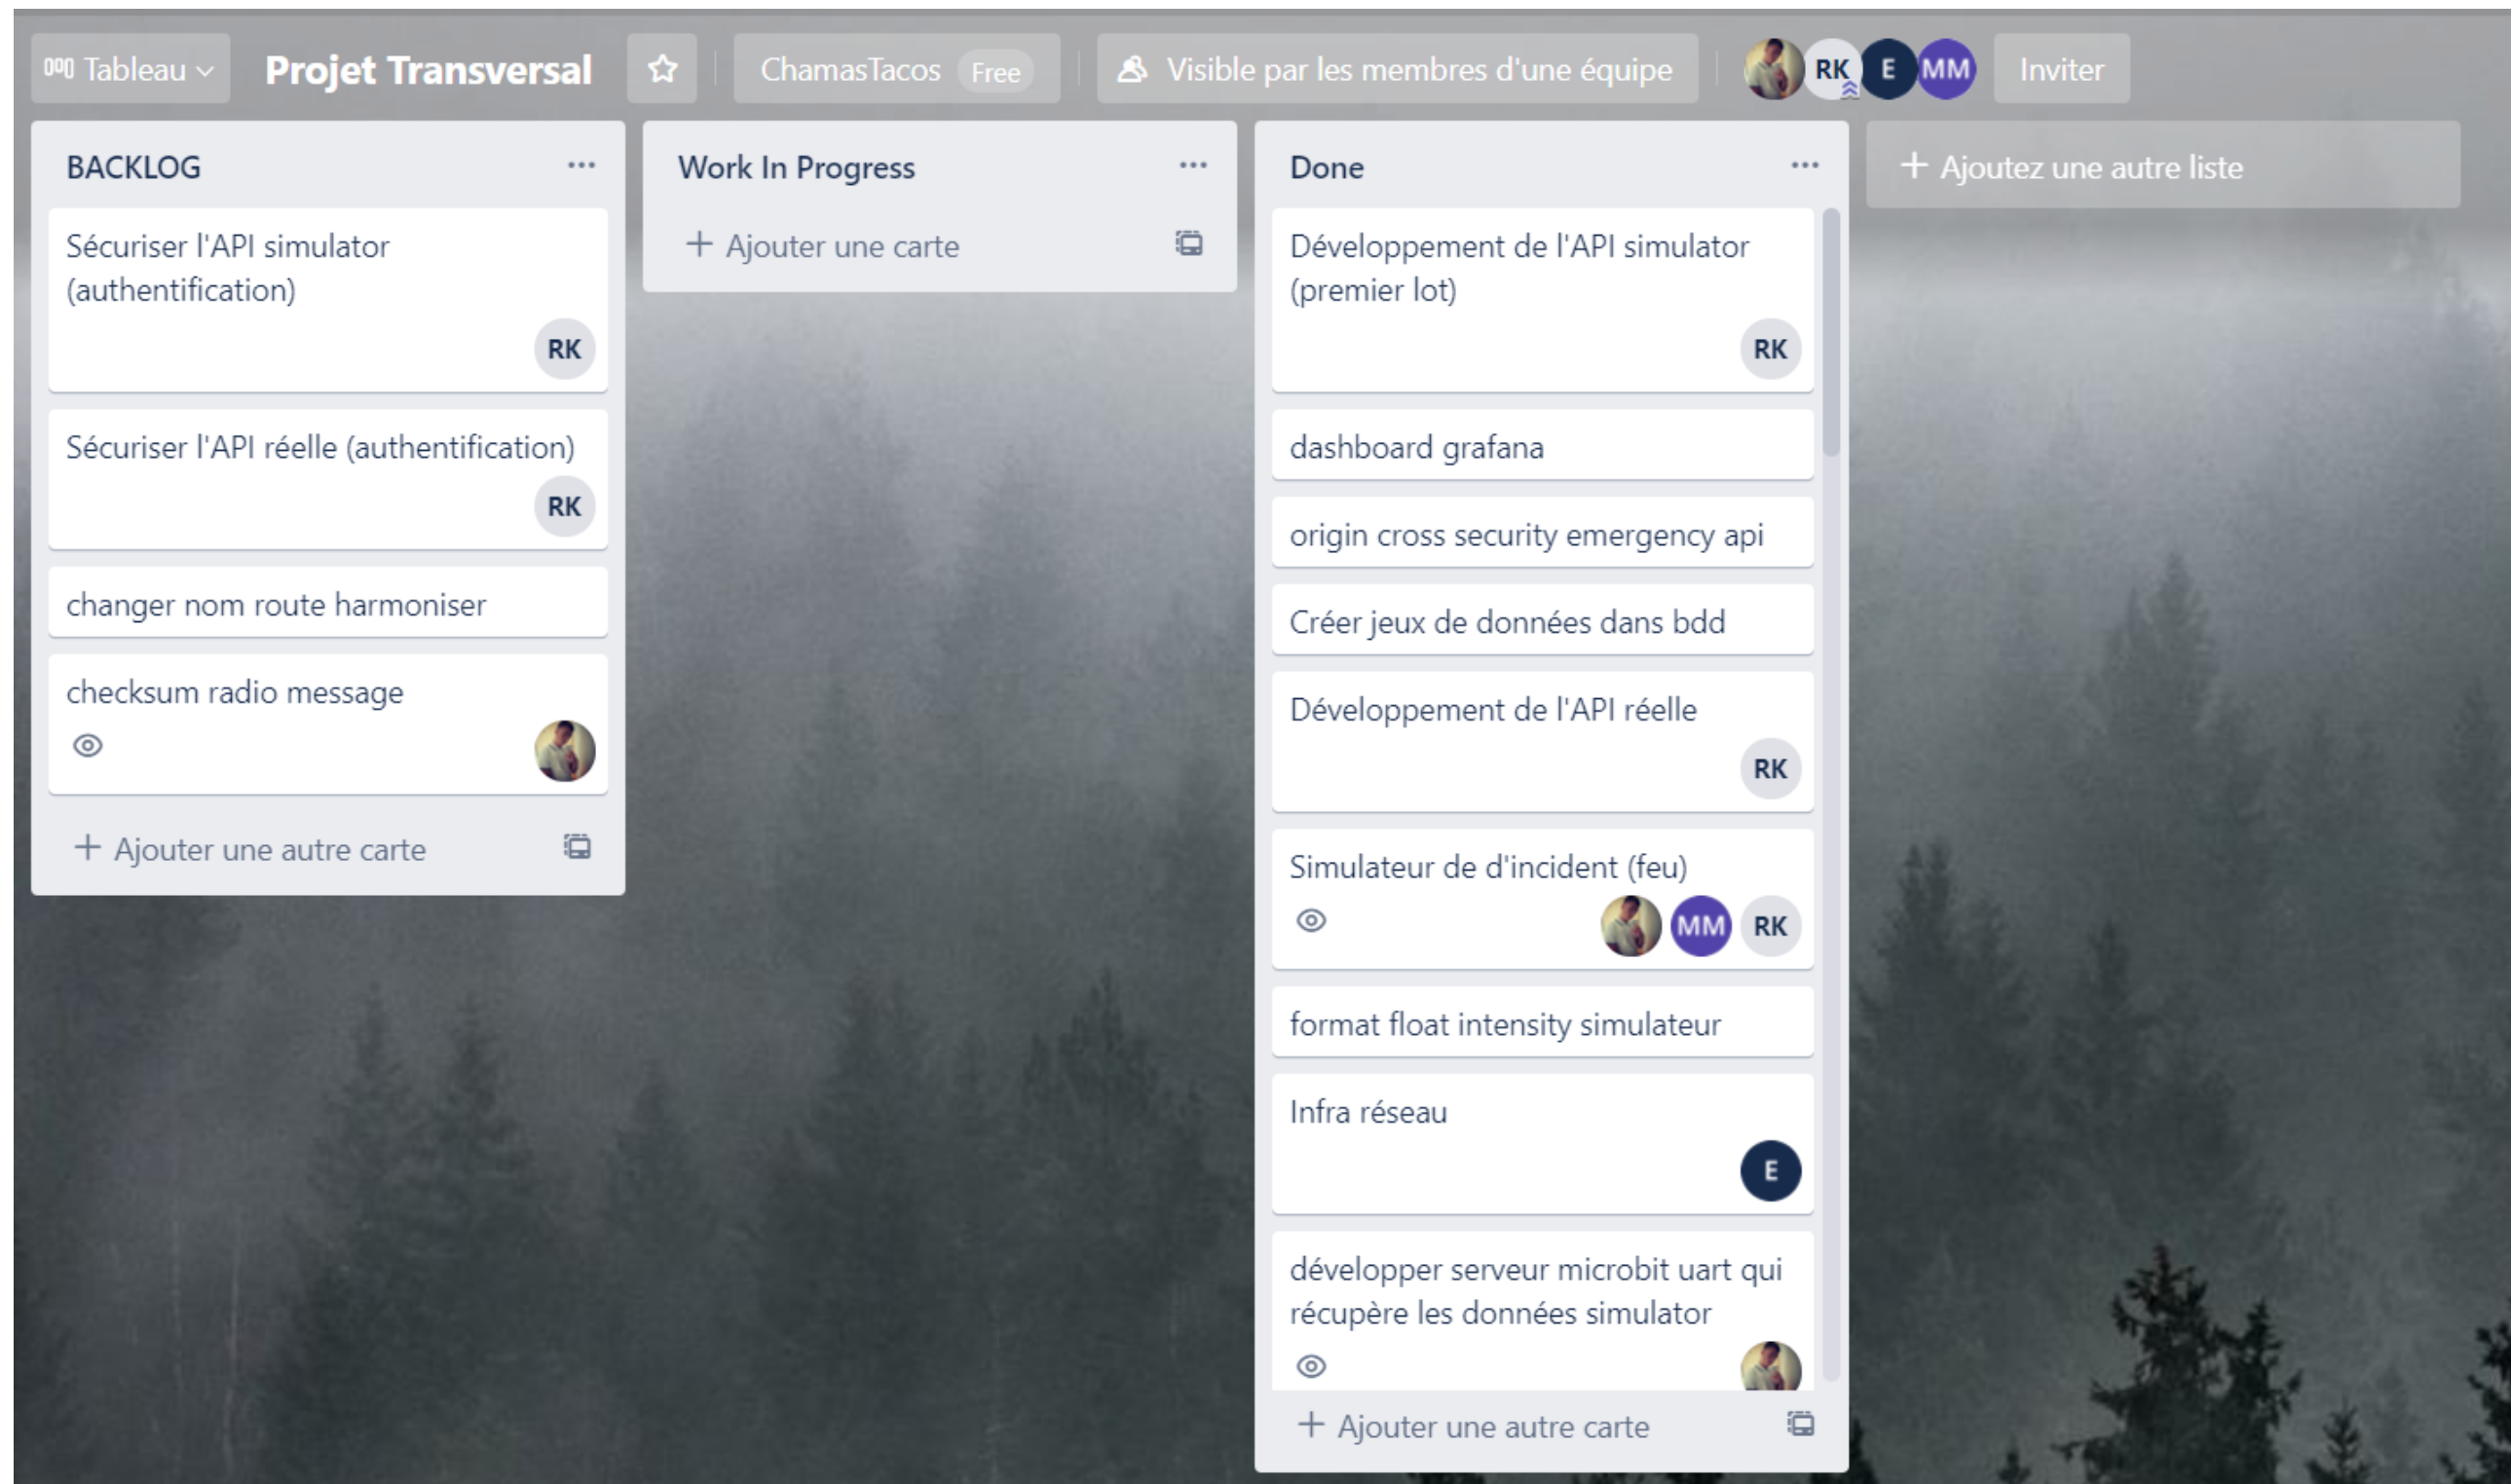 Tableau
Projet Transversal
ChamasTacos Free
Visible par les membres d'une équipe
RK E MM
Inviter
BACKLOG
Sécuriser l'API simulator
(authentification)
RK
Sécuriser l'API réelle (authentification)
RK
changer nom route harmoniser
checksum radio message
+ Ajouter une autre carte
Work In Progress
+ Ajouter une carte
Done
Développement de l'API simulator
(premier lot)
RK
dashboard grafana
origin cross security emergency api
Créer jeux de données dans bdd
Développement de l'API réelle
RK
Simulateur de d'incident (feu)
MM RK
format float intensity simulateur
Infra réseau
E
développer serveur microbit uart qui
récupère les données simulator
+ Ajouter une autre carte
+ Ajoutez une autre liste